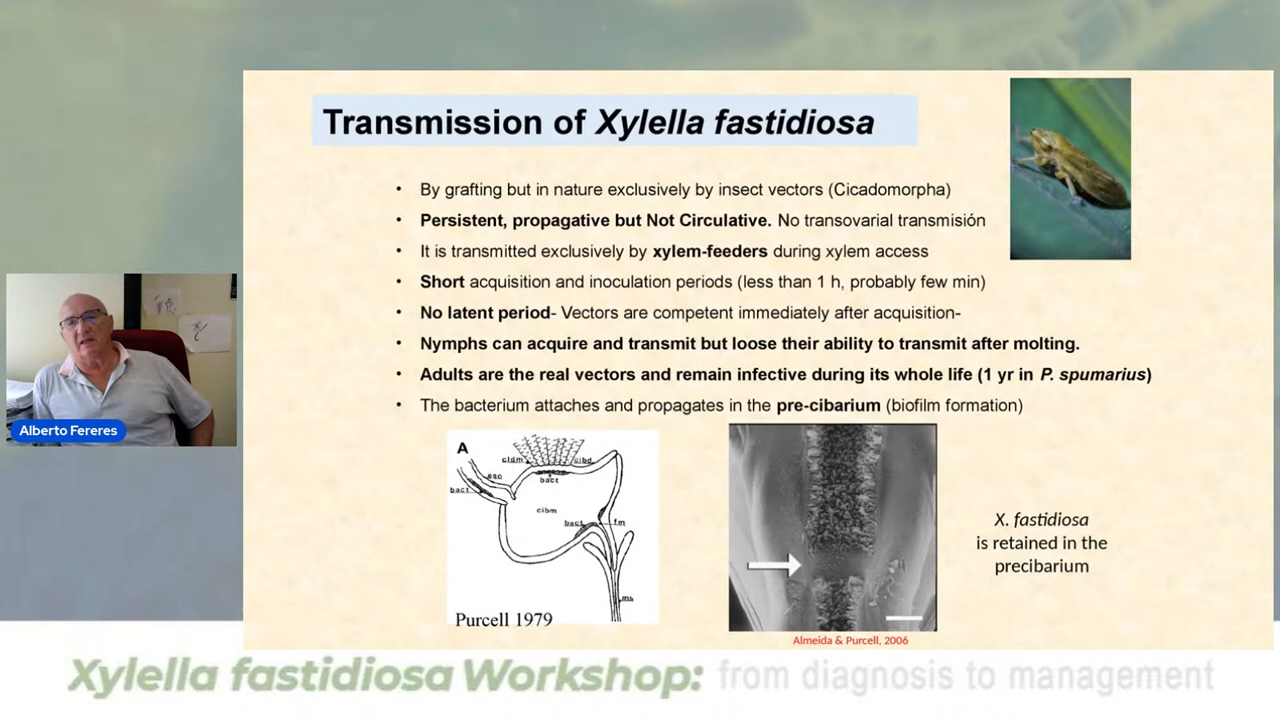 Transmission of Xylella fastidiosa
• By grafting but in nature exclusively by insect vectors (Cicadomorpha)
• Persistent, propagative but Not Circulative. No transovarial transmisión
• It is transmitted exclusively by xylem-feeders during xylem access
• Short acquisition and inoculation periods (less than 1 h, probably few min)
• No latent period- Vectors are competent immediately after acquisition-
• Nymphs can acquire and transmit but loose their ability to transmit after molting.
• Adults are the real vectors and remain infective during its whole life (1 yr in P. spumarius)
• The bacterium attaches and propagates in the pre-cibarium (biofilm formation)
Alberto Fereres
A
cldm
cibd
eso
bact
bact
cibm
bact
fm
ms
Purcell 1979
Almeida & Purcell, 2006
X. fastidiosa
is retained in the
precibarium
Xylella fastidiosa Workshop: from diagnosis to management